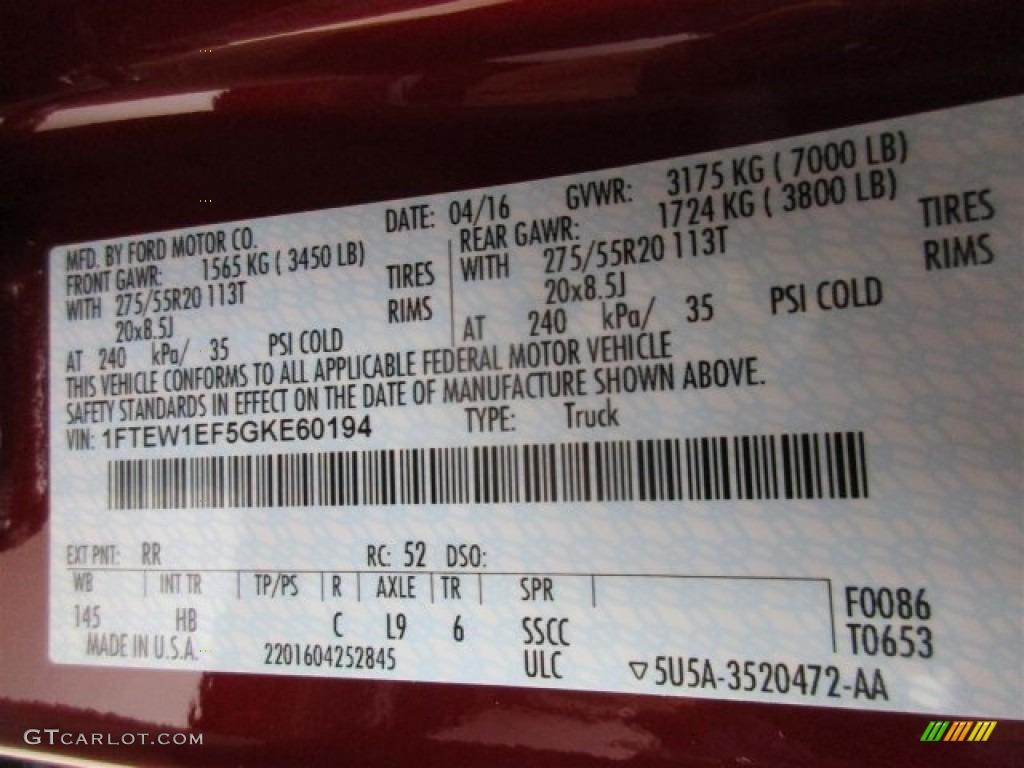 MFD. BY FORD MOTOR CO. DATE: 04/16 GVWR: 3175 KG ( 7000 LB)
FRONT GAWR: 1565 KG ( 3450 LB) REAR GAWR: 1724 KG ( 3800 LB)
WITH 275/55R20 113T TIRES WITH 275/55R20 113T TIRES
20x8.5J RIMS 20x8.5J RIMS
AT 240 kPa/ 35 PSI COLD AT 240 kPa/ 35 PSI COLD
THIS VEHICLE CONFORMS TO ALL APPLICABLE FEDERAL MOTOR VEHICLE
SAFETY STANDARDS IN EFFECT ON THE DATE OF MANUFACTURE SHOWN ABOVE.
VIN: 1FTEW1EF5GKE60194 TYPE: Truck
EXT PNT: RR RC: 52 DSO:
WB INT TR TP/PS R AXLE TR SPR F0086
145 HB C L9 6 SSCC T0653
MADE IN U.S.A. 2201604252845 ULC ▽5U5A-3520472-AA
GTCARLOT.COM